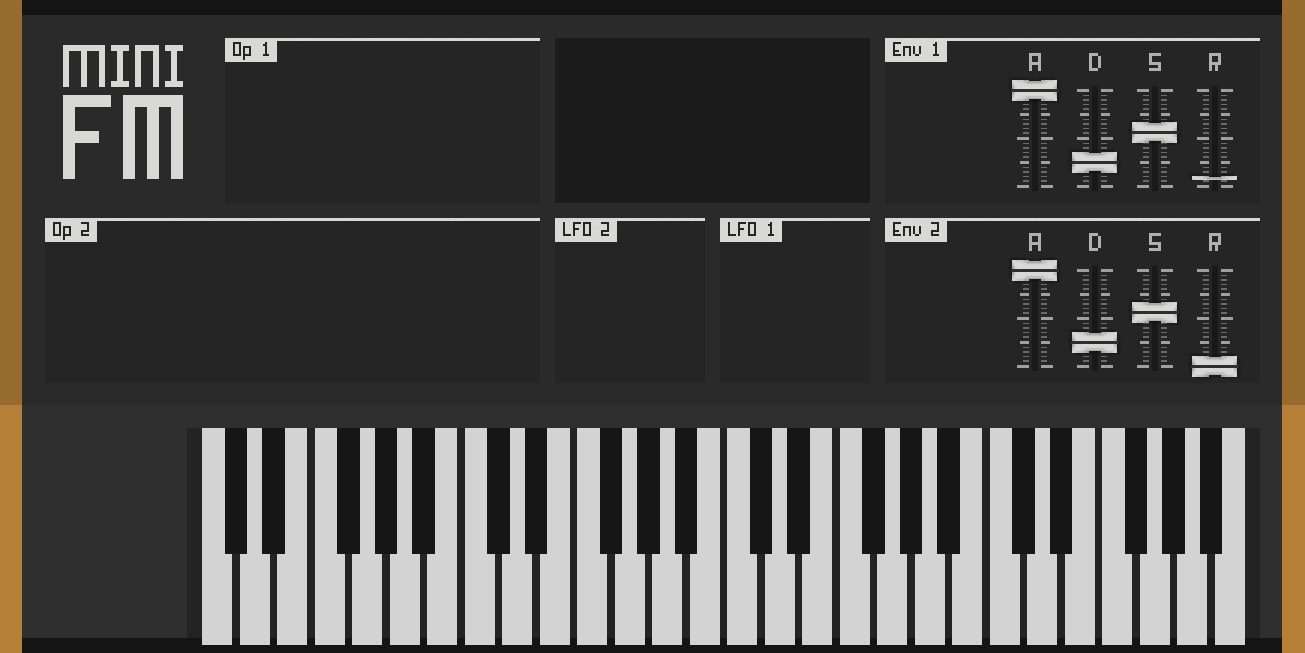 MINI
FM
Op 1
Env 1
A D S R
Op 2
LFO 2
LFO 1
Env 2
A D S R